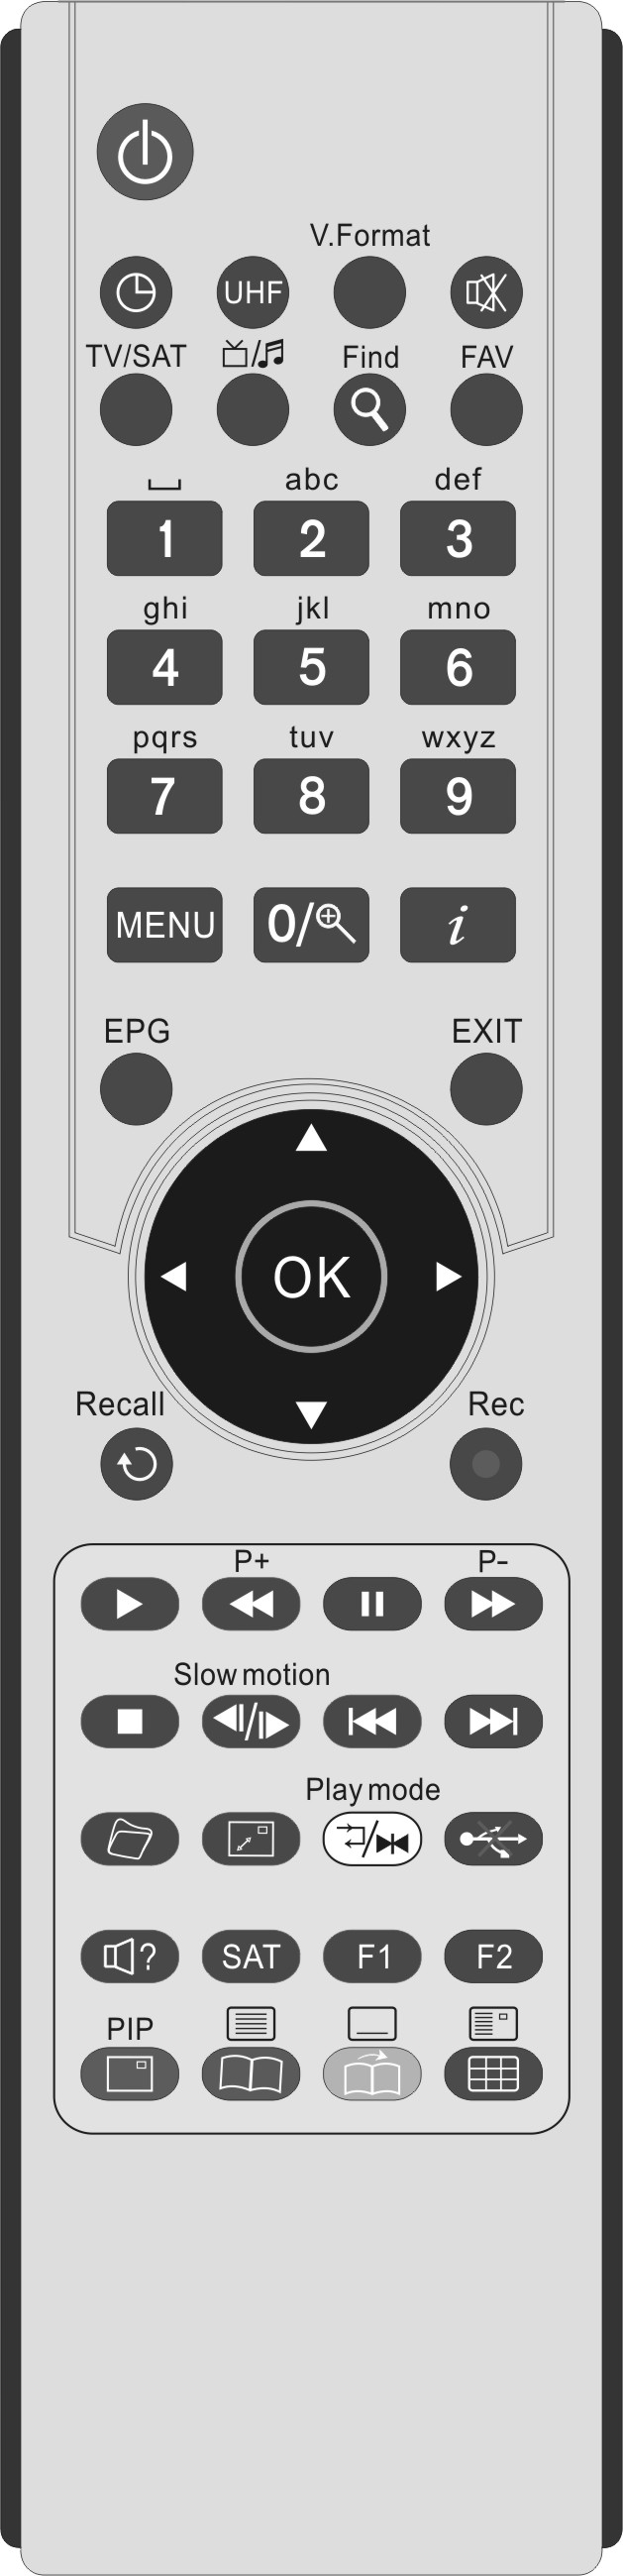 V.Format
UHF
TV/SAT Find FAV
abc def
1 2 3
ghi jkl mno
4 5 6
pqrs tuv wxyz
7 8 9
MENU 0/ i
EPG EXIT
OK
Recall Rec
P+ P-
Slow motion
Play mode
? SAT F1 F2
PIP